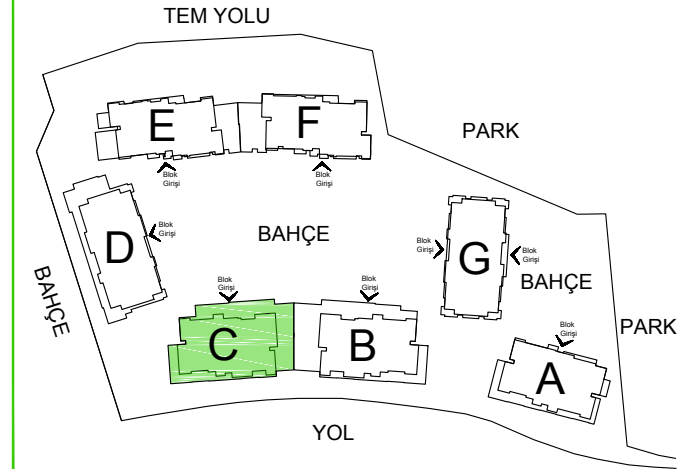 TEM YOLU
E
F
PARK
Blok
Girişi
Blok
Girişi
D
Blok
Girişi
BAHÇE
Blok
Girişi
G
Blok
Girişi
BAHÇE
BAHÇE
Blok
Girişi
Blok
Girişi
C
B
Blok
Girişi
A
PARK
YOL